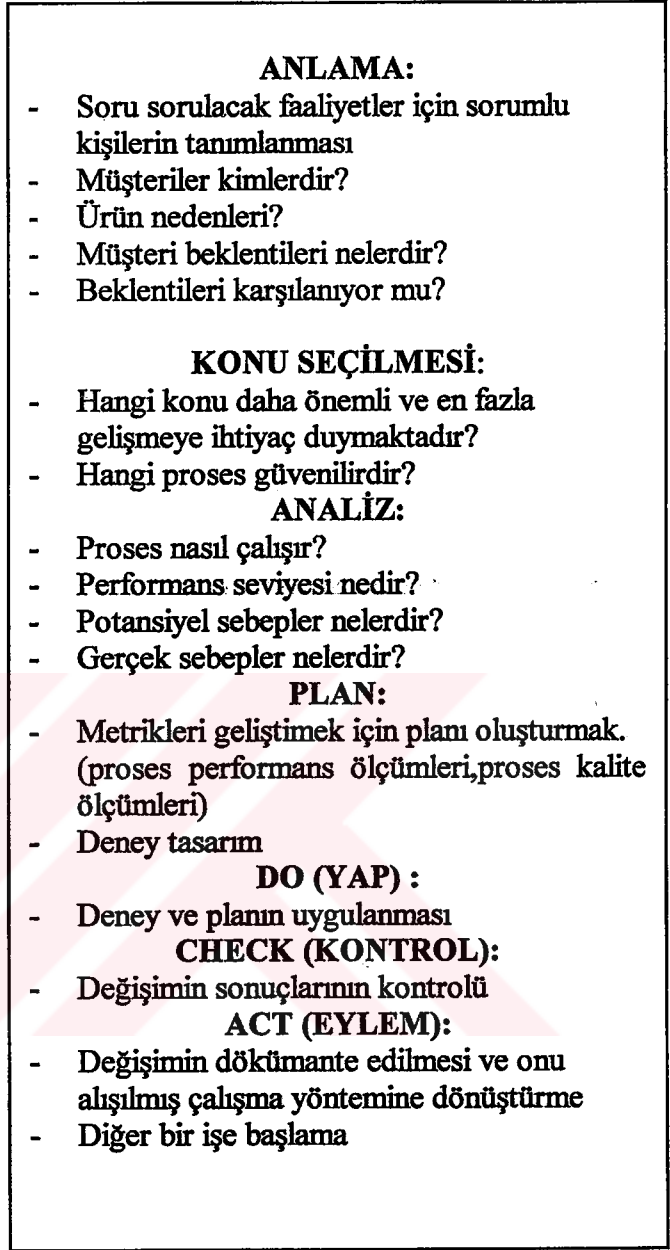 ANLAMA:
- Soru sorulacak faaliyetler için sorumlu
kişilerin tanımlanması
- Müşteriler kimlerdir?
- Ürün nedenleri?
- Müşteri beklentileri nelerdir?
- Beklentileri karşılanıyor mu?
KONU SEÇİLMESİ:
- Hangi konu daha önemli ve en fazla
gelişmeye ihtiyaç duymaktadır?
- Hangi proses güvenilirdir?
ANALİZ:
- Proses nasıl çalışır?
- Performans seviyesi nedir?
- Potansiyel sebepler nelerdir?
- Gerçek sebepler nelerdir?
PLAN:
- Metrikleri geliştimek için planı oluşturmak.
(proses performans ölçümleri,proses kalite
ölçümleri)
- Deney tasarım
DO (YAP) :
- Deney ve planın uygulanması
CHECK (KONTROL):
- Değişimin sonuçlarının kontrolü
ACT (EYLEM):
- Değişimin dökümante edilmesi ve onu
alışılmış çalışma yöntemine dönüştürme
- Diğer bir işe başlama